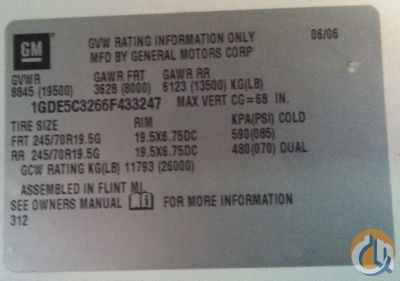 GM
GVW RATING INFORMATION ONLY 06/06
MFD BY GENERAL MOTORS CORP
GVWR GAWR FRT GAWR RR
8845 (19500) 3628 (8000) 6123 (13500) KG(LB)
1GDE5C3266F433247 MAX VERT CG=68 IN.
TIRE SIZE RIM KPA(PSI) COLD
FRT 245/70R19.5G 19.5X6.75DC 590(085)
RR 245/70R19.5G 19.5X6.75DC 480(070) DUAL
GCW RATING KG(LB) 11793 (26000)
ASSEMBLED IN FLINT MI.
SEE OWNERS MANUAL FOR MORE INFORMATION
312